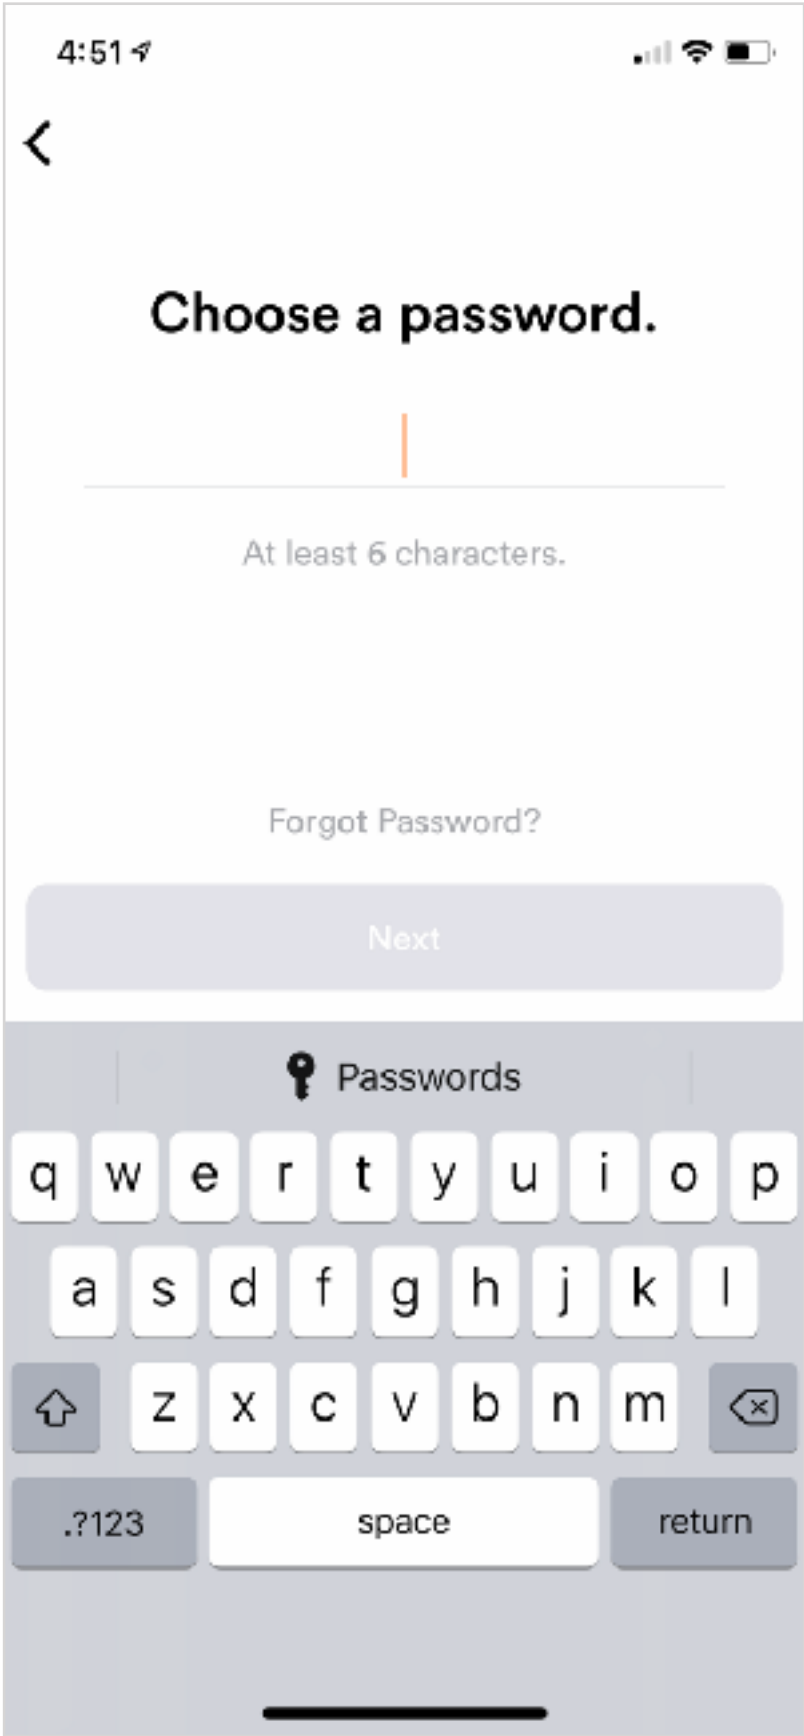 4:51
Choose a password.
At least 6 characters.
Forgot Password?
Next
Passwords
q w e r t y u i o p
a s d f g h j k l
z x c v b n m
.?123 space return